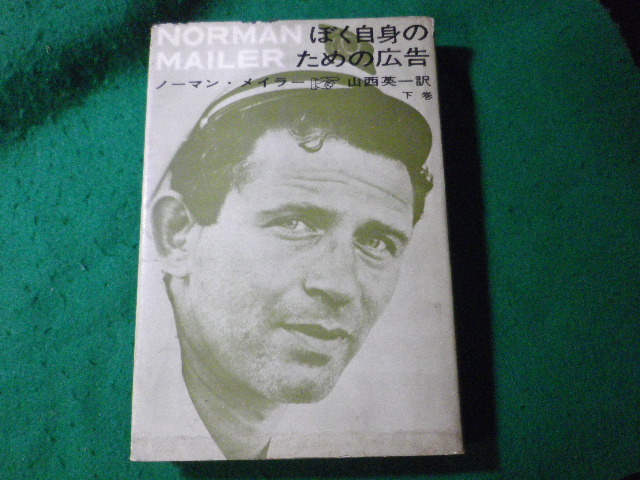 NORMAN
MAILER
ぼく自身の
ための広告
ノーマン・メイラー 山西英一訳
下巻